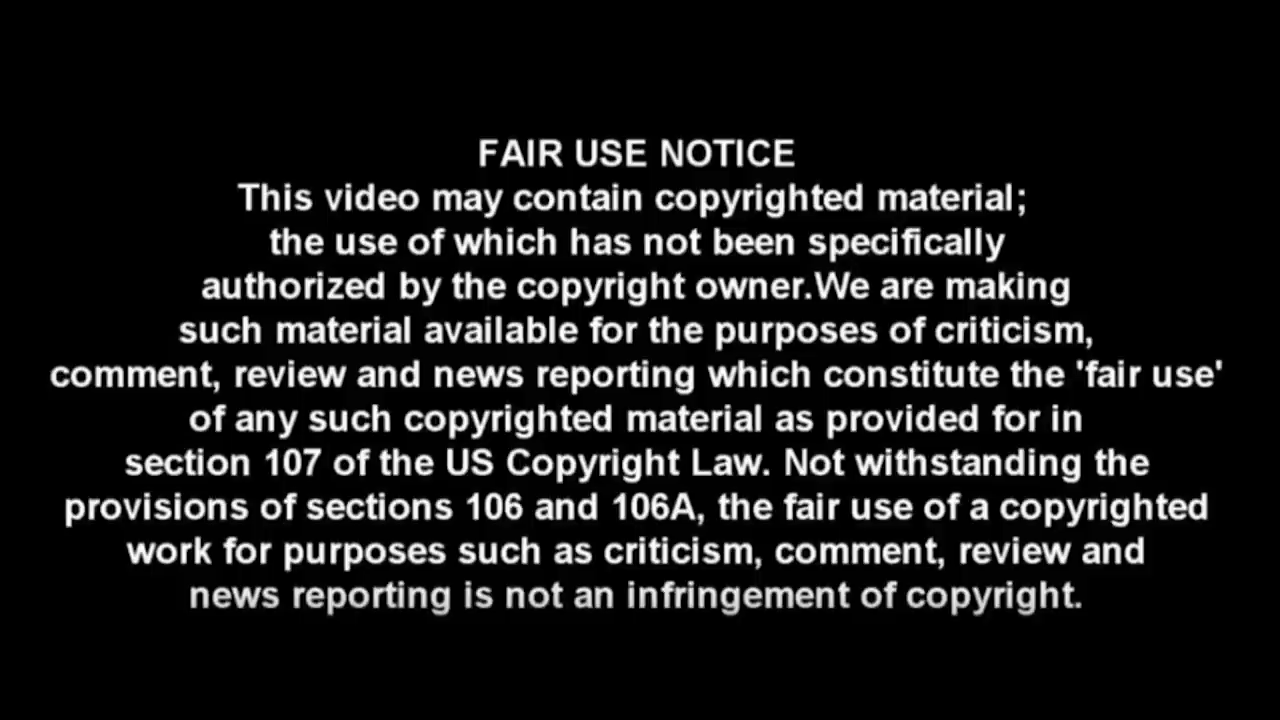 FAIR USE NOTICE
This video may contain copyrighted material;
the use of which has not been specifically
authorized by the copyright owner.We are making
such material available for the purposes of criticism,
comment, review and news reporting which constitute the 'fair use'
of any such copyrighted material as provided for in
section 107 of the US Copyright Law. Not withstanding the
provisions of sections 106 and 106A, the fair use of a copyrighted
work for purposes such as criticism, comment, review and
news reporting is not an infringement of copyright.